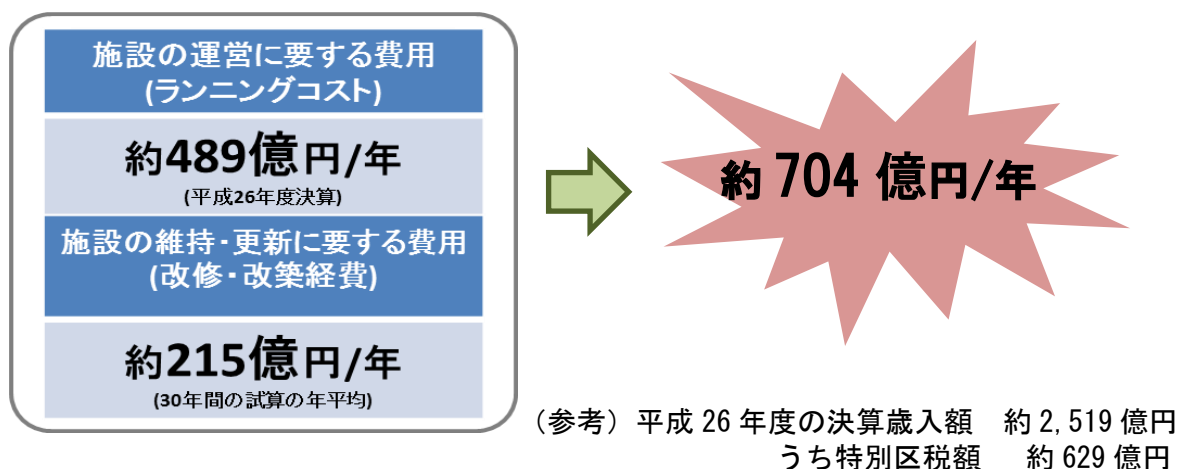 施設の運営に要する費用
(ランニングコスト)
約489億円/年
(平成26年度決算)
施設の維持・更新に要する費用
(改修・改築経費)
約215億円/年
(30年間の試算の年平均)
約 704 億円/年
（参考）平成 26 年度の決算歳入額　約 2,519 億円
うち特別区税額　約 629 億円